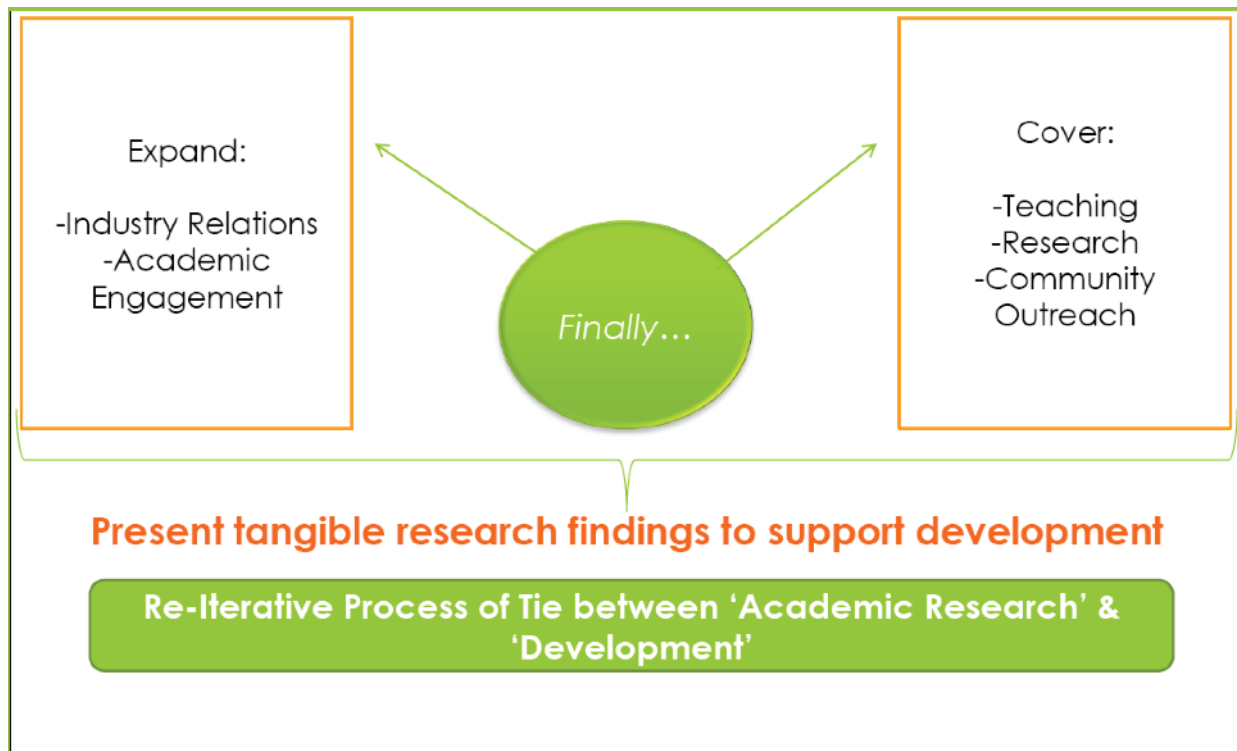 Expand:
-Industry Relations
-Academic
Engagement
Finally…
Cover:
-Teaching
-Research
-Community
Outreach
Present tangible research findings to support development
Re-Iterative Process of Tie between ‘Academic Research’ &
‘Development’